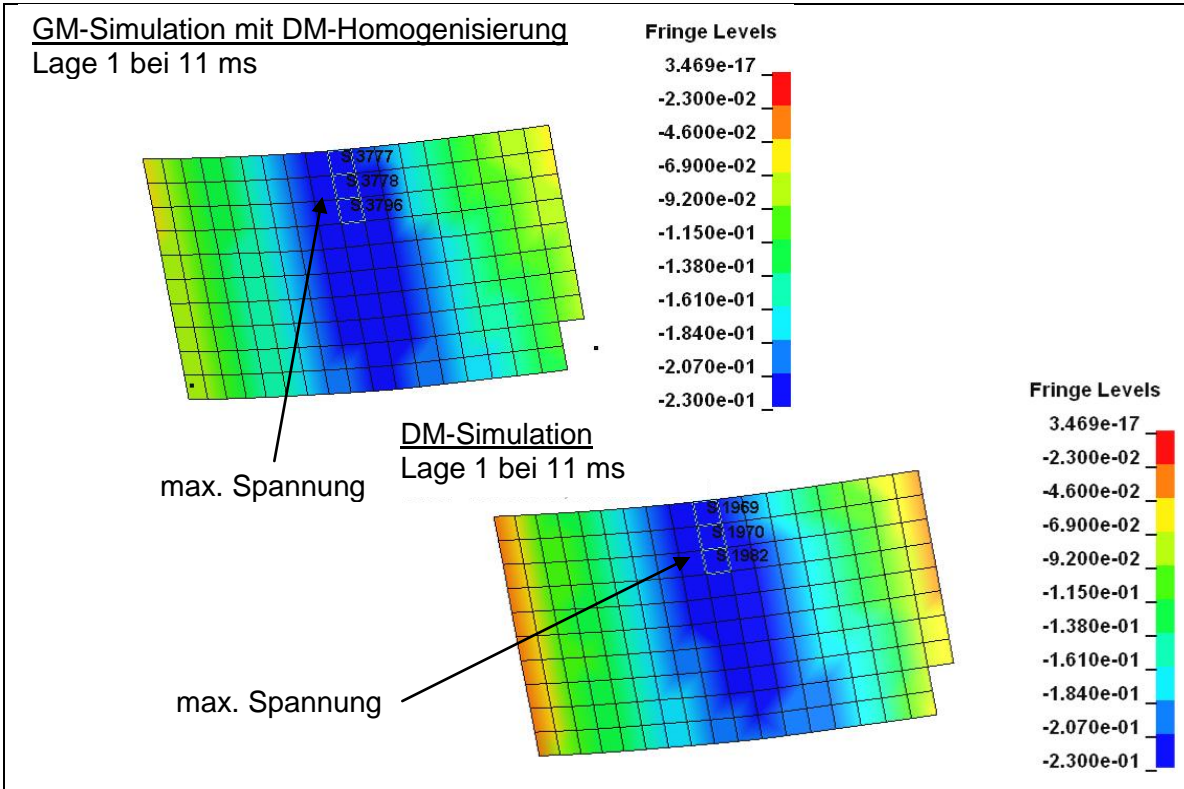 GM-Simulation mit DM-Homogenisierung
Lage 1 bei 11 ms
Fringe Levels
3.469e-17
-2.300e-02
-4.600e-02
-6.900e-02
-9.200e-02
-1.150e-01
-1.380e-01
-1.610e-01
-1.840e-01
-2.070e-01
-2.300e-01
S 3777
S 3778
S 3796
max. Spannung
DM-Simulation
Lage 1 bei 11 ms
Fringe Levels
3.469e-17
-2.300e-02
-4.600e-02
-6.900e-02
-9.200e-02
-1.150e-01
-1.380e-01
-1.610e-01
-1.840e-01
-2.070e-01
-2.300e-01
S 1969
S 1970
S 1982
max. Spannung